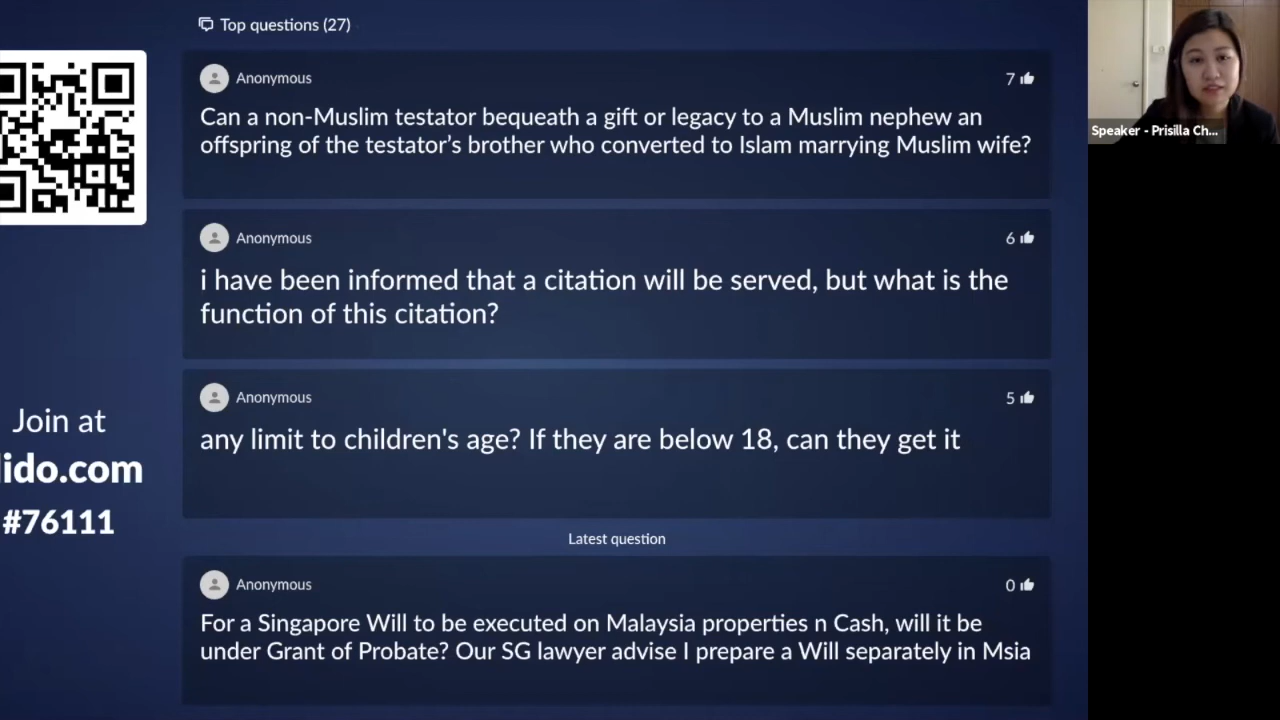 Top questions (27)
Anonymous
7
Can a non-Muslim testator bequeath a gift or legacy to a Muslim nephew an
offspring of the testator’s brother who converted to Islam marrying Muslim wife?
Anonymous
6
i have been informed that a citation will be served, but what is the
function of this citation?
Anonymous
5
any limit to children's age? If they are below 18, can they get it
Latest question
Anonymous
0
For a Singapore Will to be executed on Malaysia properties n Cash, will it be
under Grant of Probate? Our SG lawyer advise I prepare a Will separately in Msia
Join at
lido.com
#76111
Speaker - Prisilla Ch...